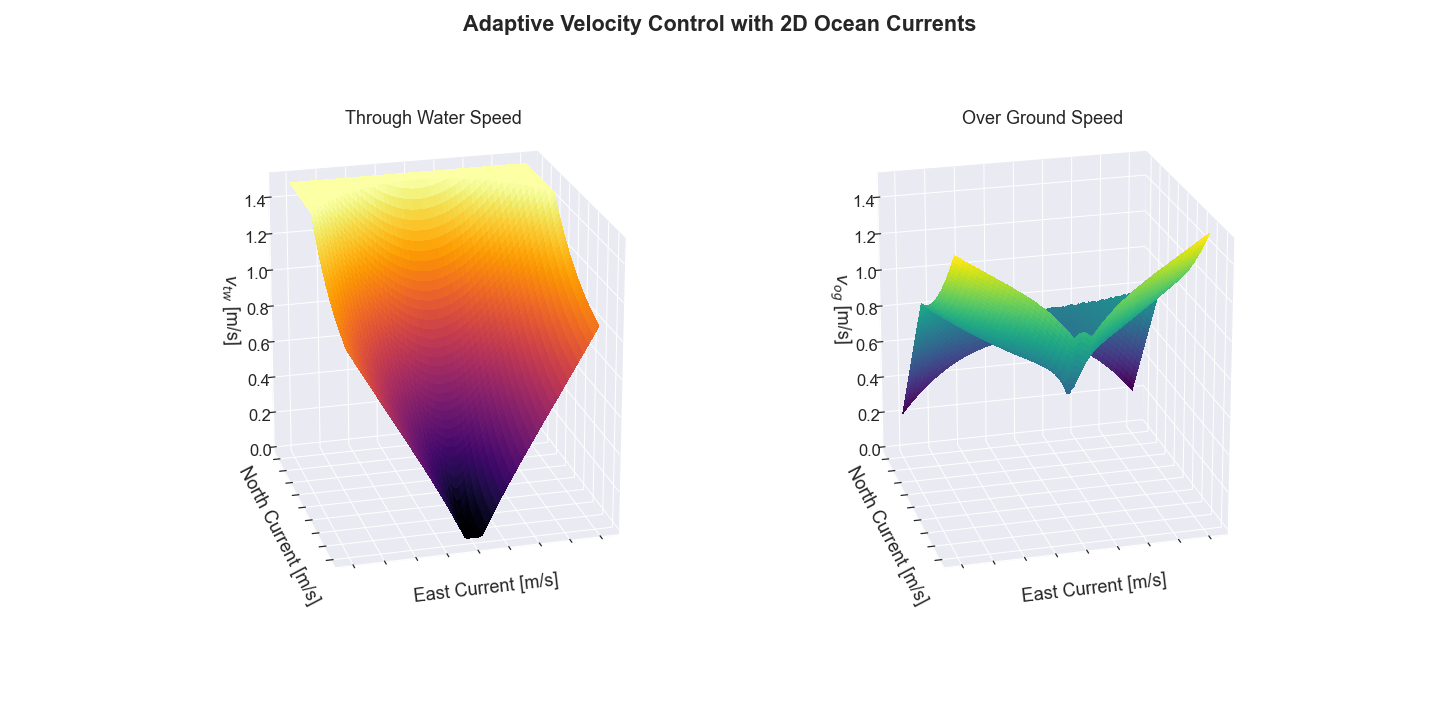 Adaptive Velocity Control with 2D Ocean Currents
Through Water Speed
1.4
1.2
1.0
0.8
0.6
0.4
0.2
0.0
v_tw [m/s]
North Current [m/s]
East Current [m/s]
Over Ground Speed
1.4
1.2
1.0
0.8
0.6
0.4
0.2
0.0
v_og [m/s]
North Current [m/s]
East Current [m/s]